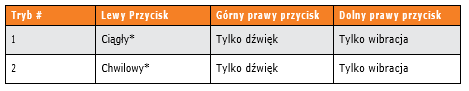 Tryb # Lewy Przycisk Górny prawy przycisk Dolny prawy przycisk
1 Ciągły* Tylko dźwięk Tylko wibracja
2 Chwilowy* Tylko dźwięk Tylko wibracja